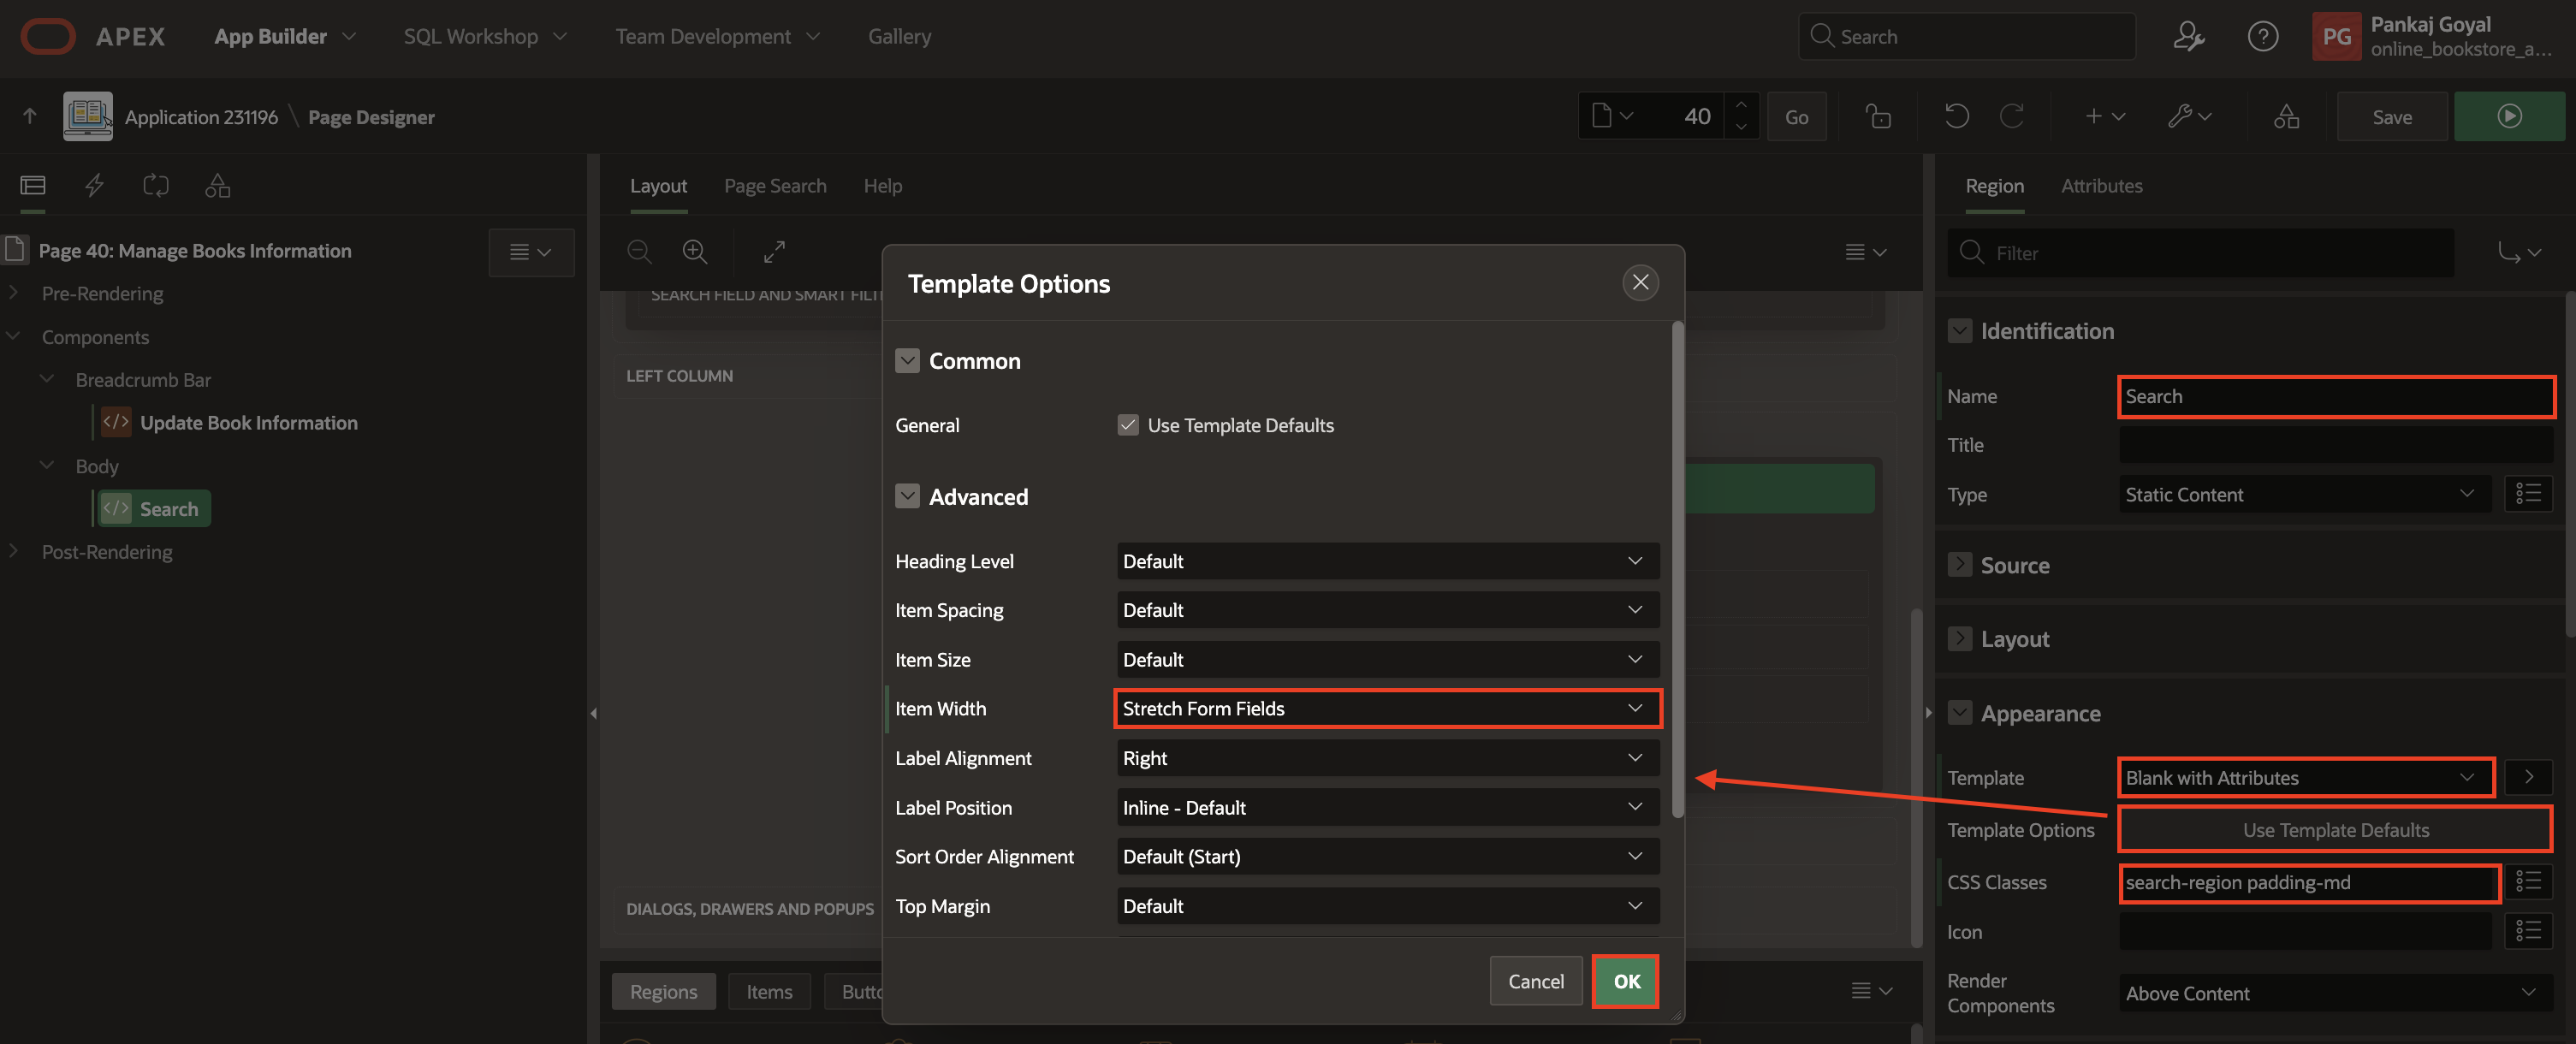 APEX App Builder SQL Workshop Team Development Gallery Search PG Pankaj Goyal
online_bookstore_a...
Application 231196 \ Page Designer 40 Go Save
Layout Page Search Help Region Attributes
Page 40: Manage Books Information
Pre-Rendering
Components
Breadcrumb Bar
Update Book Information
Body
Search
Post-Rendering
SEARCH FIELD AND SMART FILT
LEFT COLUMN
DIALOGS, DRAWERS AND POPUPS
Regions Items Butto
Template Options
Common
General Use Template Defaults
Advanced
Heading Level Default
Item Spacing Default
Item Size Default
Item Width Stretch Form Fields
Label Alignment Right
Label Position Inline - Default
Sort Order Alignment Default (Start)
Top Margin Default
Cancel OK
Filter
Identification
Name Search
Title
Type Static Content
Source
Layout
Appearance
Template Blank with Attributes
Template Options Use Template Defaults
CSS Classes search-region padding-md
Icon
Render
Components Above Content